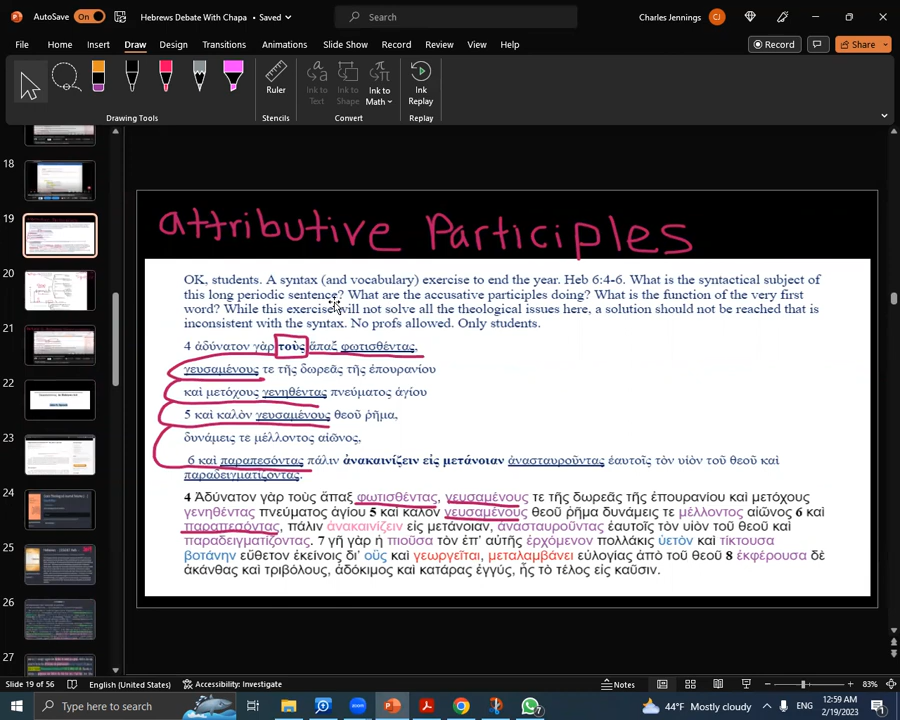 AutoSave On Hebrews Debate With Chapa • Saved Search Charles Jennings CJ
File Home Insert Draw Design Transitions Animations Slide Show Record Review View Help Record Share
Ruler Ink to Text Ink to Shape Ink to Math Ink Replay
Drawing Tools Stencils Convert Replay
18
19
20
21
22
23
24
25
26
27
attributive Participles
OK, students. A syntax (and vocabulary) exercise to end the year. Heb 6:4-6. What is the syntactical subject of
this long periodic sentence? What are the accusative participles doing? What is the function of the very first
word? While this exercise will not solve all the theological issues here, a solution should not be reached that is
inconsistent with the syntax. No profs allowed. Only students.
4 ἀδύνατον γὰρ τοὺς ἅπαξ φωτισθέντας,
γευσαμένους τε τῆς δωρεᾶς τῆς ἐπουρανίου
καὶ μετόχους γενηθέντας πνεύματος ἁγίου
5 καὶ καλὸν γευσαμένους θεοῦ ῥῆμα,
δυνάμεις τε μέλλοντος αἰῶνος,
6 καὶ παραπεσόντας πάλιν ἀνακαινίζειν εἰς μετάνοιαν ἀνασταυροῦντας ἑαυτοῖς τὸν υἱὸν τοῦ θεοῦ καὶ
παραδειγματίζοντας.
4 Ἀδύνατον γὰρ τοὺς ἅπαξ φωτισθέντας, γευσαμένους τε τῆς δωρεᾶς τῆς ἐπουρανίου καὶ μετόχους
γενηθέντας πνεύματος ἁγίου 5 καὶ καλὸν γευσαμένους θεοῦ ῥῆμα δυνάμεις τε μέλλοντος αἰῶνος 6 καὶ
παραπεσόντας, πάλιν ἀνακαινίζειν εἰς μετάνοιαν, ἀνασταυροῦντας ἑαυτοῖς τὸν υἱὸν τοῦ θεοῦ καὶ
παραδειγματίζοντας. 7 γῆ γὰρ ἡ πιοῦσα τὸν ἐπ᾽ αὐτῆς ἐρχόμενον πολλάκις ὑετὸν καὶ τίκτουσα
βοτάνην εὔθετον ἐκείνοις δι᾽ οὓς καὶ γεωργεῖται, μεταλαμβάνει εὐλογίας ἀπὸ τοῦ θεοῦ 8 ἐκφέρουσα δὲ
ἀκάνθας καὶ τριβόλους, ἀδόκιμος καὶ κατάρας ἐγγύς, ἧς τὸ τέλος εἰς καῦσιν.
Slide 19 of 56 English (United States) Accessibility: Investigate Notes 83%
Type here to search 7 44°F Mostly cloudy 12:59 AM
2/19/2023